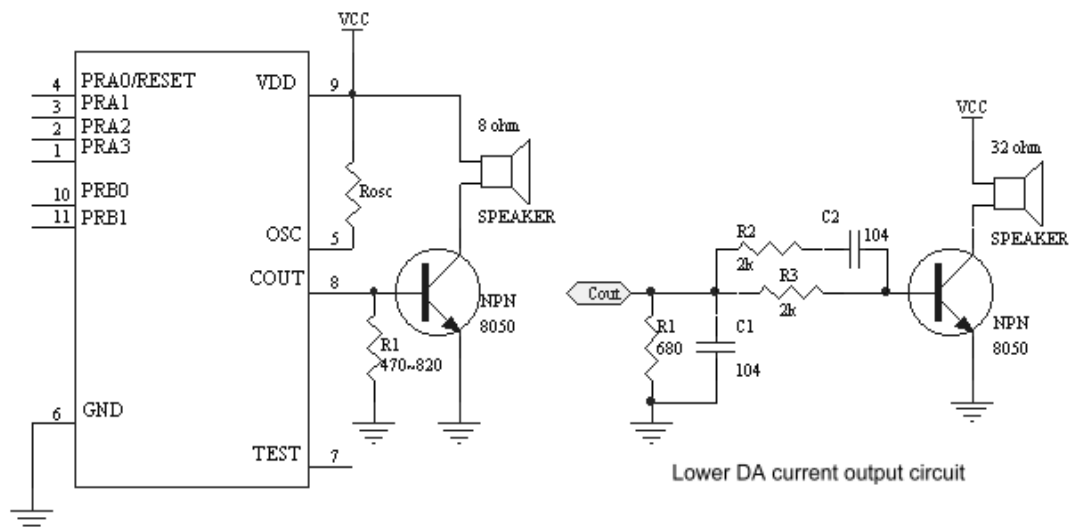 VCC
4 PRA0/RESET
3 PRA1
2 PRA2
1 PRA3
10 PRB0
11 PRB1
6 GND
VDD 9
OSC 5
COUT 8
TEST 7
Rosc
8 ohm
SPEAKER
NPN
8050
R1
470~820
VCC
32 ohm
SPEAKER
C2
104
R2
2k
R3
2k
Cout
R1
680
C1
104
NPN
8050
Lower DA current output circuit